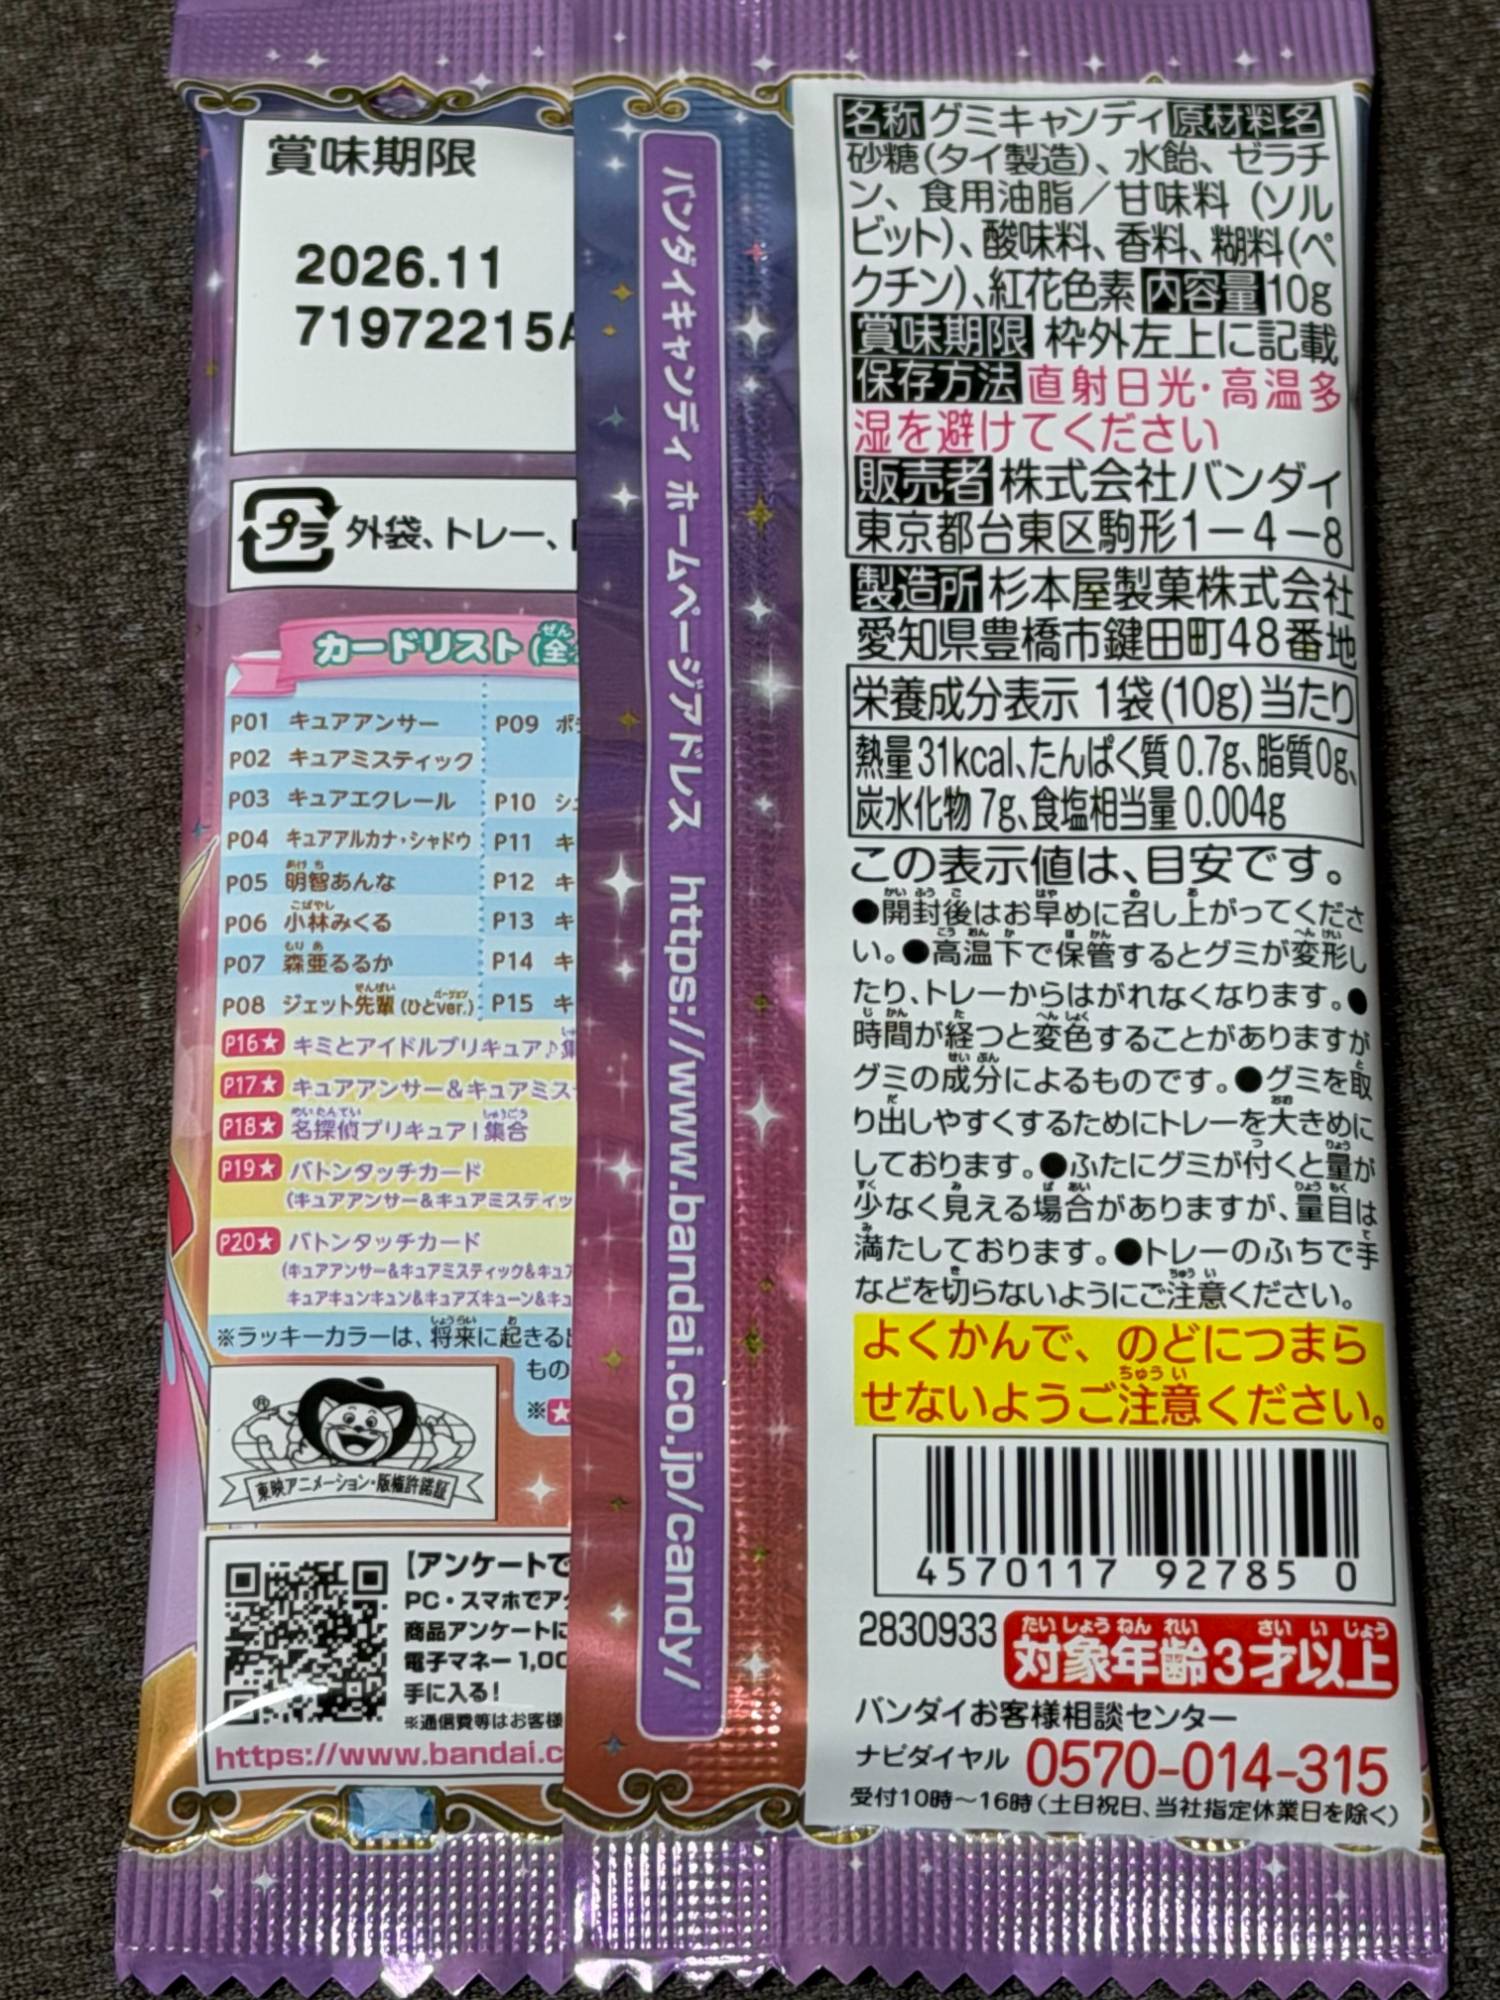 賞味期限
2026.11
71972215A
プラ 外袋、トレー、
カードリスト(全
P01 キュアアンサー
P02 キュアミスティック
P03 キュアエクレール
P04 キュアアルカナ・シャドウ
P05 明智あんな
P06 小林みくる
P07 森亜るるか
P08 ジェット先輩(ひとver.)
P09 ポ
P10 シ
P11 キ
P12 キ
P13 キ
P14 キ
P15 キ
P16★ キミとアイドルプリキュア♪集
P17★ キュアアンサー&キュアミス
P18★ 名探偵プリキュア!集合
P19★ バトンタッチカード
(キュアアンサー&キュアミスティッ
P20★ バトンタッチカード
(キュアアンサー&キュアミスティック&キュア
キュアキュンキュン&キュアズキューン&キュ
※ラッキーカラーは、将来に起きる
もの
※★
東映アニメーション・版権許諾証
【アンケートで
PC・スマホでア
商品アンケートに
電子マネー1,00
手に入る!
※通信費等はお客様
https://www.bandai.c
バンダイキャンディ ホームページアドレス https://www.bandai.co.jp/candy/
名称 グミキャンディ 原材料名
砂糖(タイ製造)、水飴、ゼラチ
ン、食用油脂/甘味料(ソル
ビット)、酸味料、香料、糊料(ペ
クチン)、紅花色素 内容量 10g
賞味期限 枠外左上に記載
保存方法 直射日光・高温多
湿を避けてください
販売者 株式会社バンダイ
東京都台東区駒形1-4-8
製造所 杉本屋製菓株式会社
愛知県豊橋市鍵田町48番地
栄養成分表示 1袋(10g)当たり
熱量31kcal、たんぱく質0.7g、脂質0g、
炭水化物7g、食塩相当量0.004g
この表示値は、目安です。
●開封後はお早めに召し上がってくださ
い。●高温下で保管するとグミが変形し
たり、トレーからはがれなくなります。●
時間が経つと変色することがありますが
グミの成分によるものです。●グミを取
り出しやすくするためにトレーを大きめに
しております。●ふたにグミが付くと量が
少なく見える場合がありますが、量目は
満たしております。●トレーのふちで手
などを切らないようにご注意ください。
よくかんで、のどにつまら
せないようご注意ください。
4570117 92785 0
2830933 対象年齢3才以上
バンダイお客様相談センター
ナビダイヤル 0570-014-315
受付10時〜16時(土日祝日、当社指定休業日を除く)